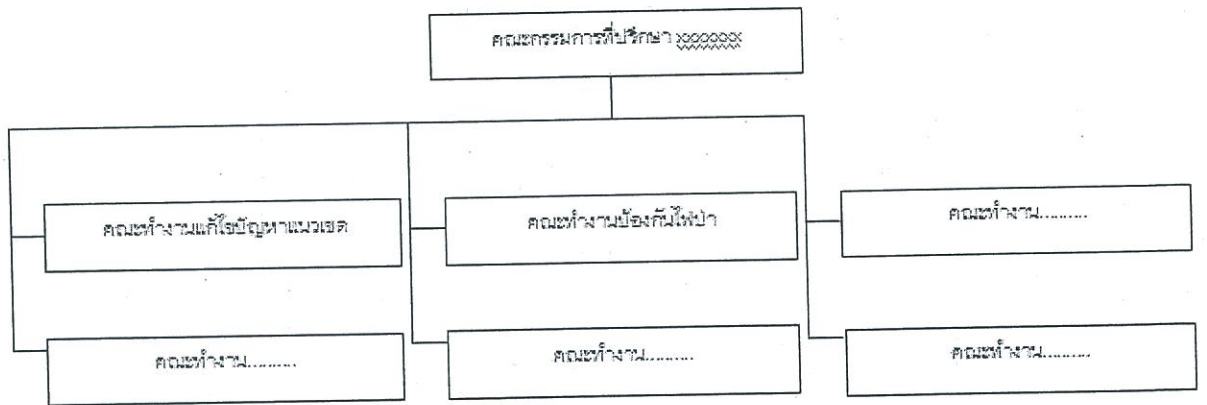 คณะกรรมการที่ปรึกษา xxxxxxxx
คณะทำงานแก้ไขปัญหาแนวเขต
คณะทำงานป้องกันไฟป่า
คณะทำงาน..........
คณะทำงาน..........
คณะทำงาน..........
คณะทำงาน..........